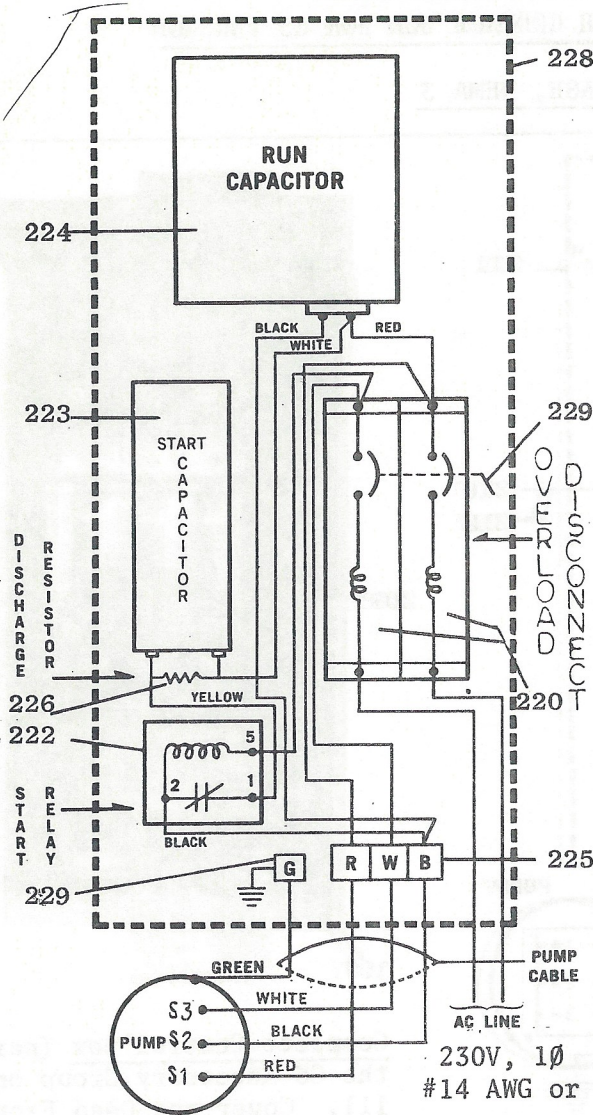 228
RUN
CAPACITOR
224
BLACK
WHITE
RED
223
START
CAPACITOR
229
OVERLOAD
DISCONNECT
DISCHARGE
RESISTOR
226
YELLOW
220
222
5
2
1
START
RELAY
BLACK
R W B
225
G
229
GREEN
PUMP
CABLE
WHITE
S3
BLACK
PUMP S2
RED
S1
AC LINE
230V, 1Ø
#14 AWG or